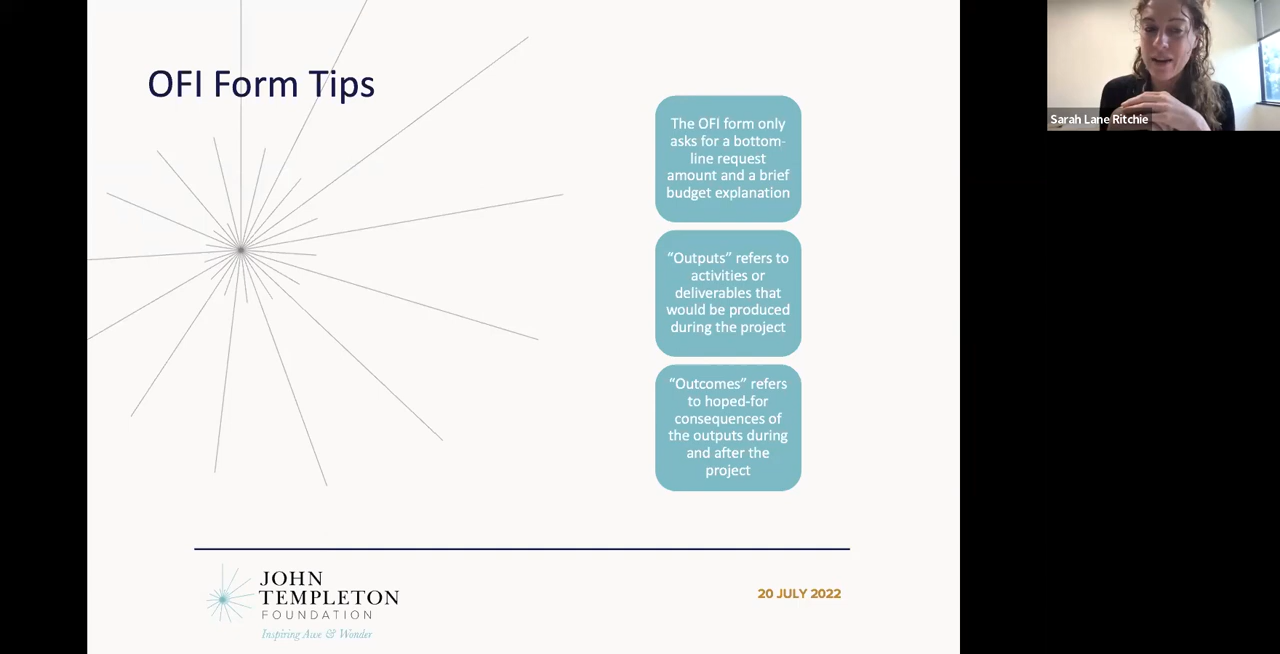 OFI Form Tips
The OFI form only
asks for a bottom-
line request
amount and a brief
budget explanation
“Outputs” refers to
activities or
deliverables that
would be produced
during the project
“Outcomes” refers
to hoped-for
consequences of
the outputs during
and after the
project
JOHN
TEMPLETON
FOUNDATION
Inspiring Awe & Wonder
20 JULY 2022
Sarah Lane Ritchie